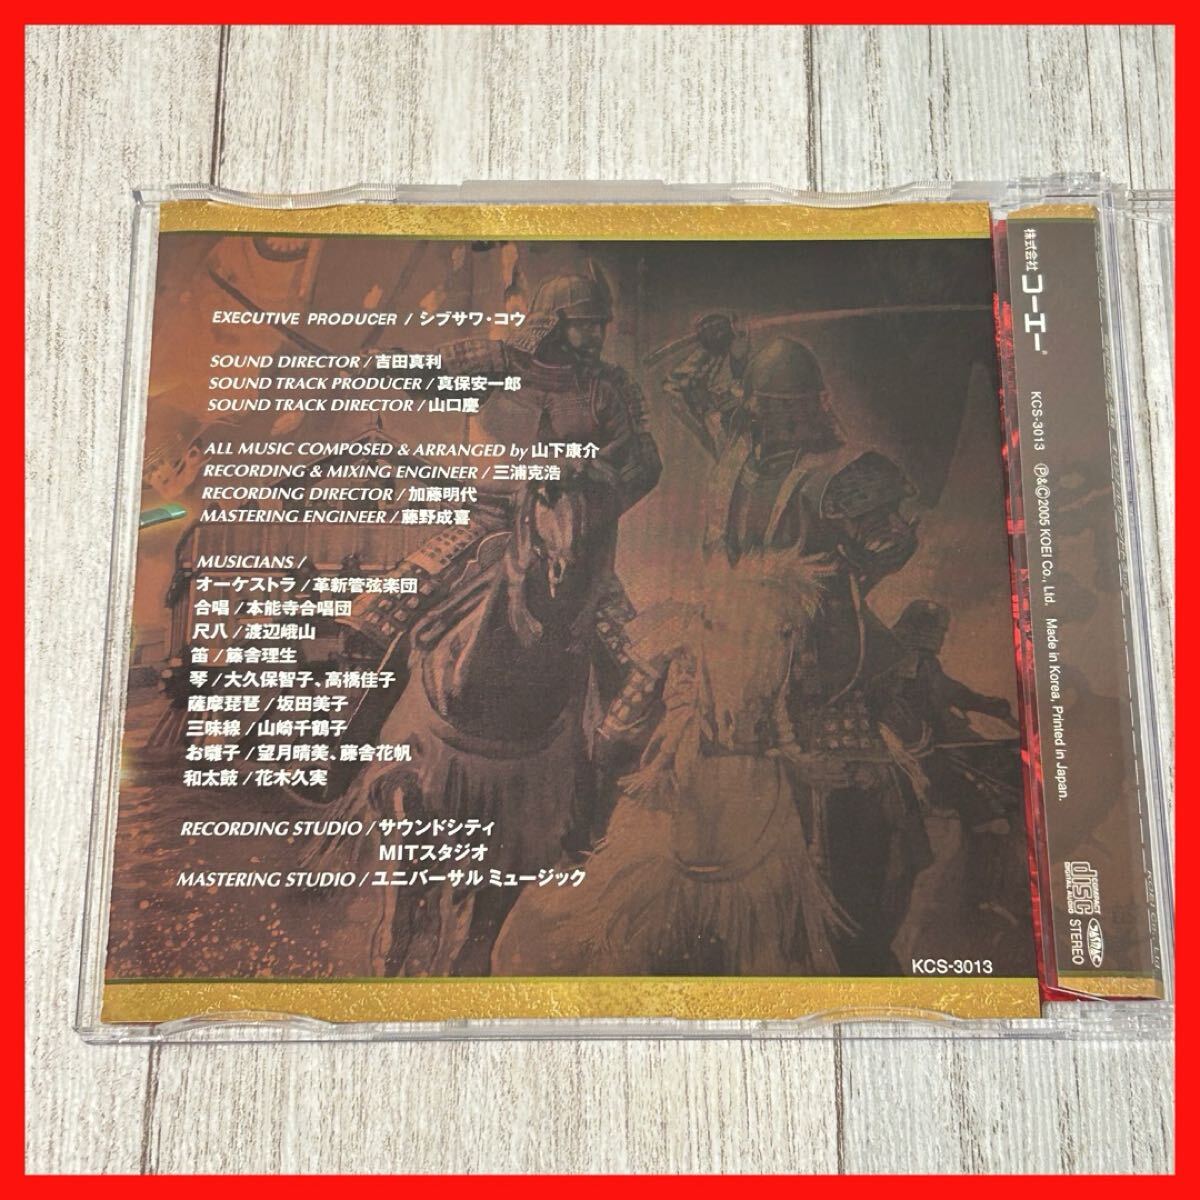 EXECUTIVE PRODUCER / シブサワ・コウ
SOUND DIRECTOR / 吉田真利
SOUND TRACK PRODUCER / 真保安一郎
SOUND TRACK DIRECTOR / 山口慶
ALL MUSIC COMPOSED & ARRANGED by 山下康介
RECORDING & MIXING ENGINEER / 三浦克浩
RECORDING DIRECTOR / 加藤明代
MASTERING ENGINEER / 藤野成喜
MUSICIANS /
オーケストラ / 革新管弦楽団
合唱 / 本能寺合唱団
尺八 / 渡辺峨山
笛 / 藤舎理生
琴 / 大久保智子、高橋佳子
薩摩琵琶 / 坂田美子
三味線 / 山崎千鶴子
お囃子 / 望月晴美、藤舎花帆
和太鼓 / 花木久実
RECORDING STUDIO / サウンドシティ
MITスタジオ
MASTERING STUDIO / ユニバーサル ミュージック
KCS-3013
株式会社 コーエー®
KCS-3013 ℗&©2005 KOEI Co., Ltd. Made in Korea, Printed in Japan.
COMPACT
disc
DIGITAL AUDIO
JASRAC
STEREO